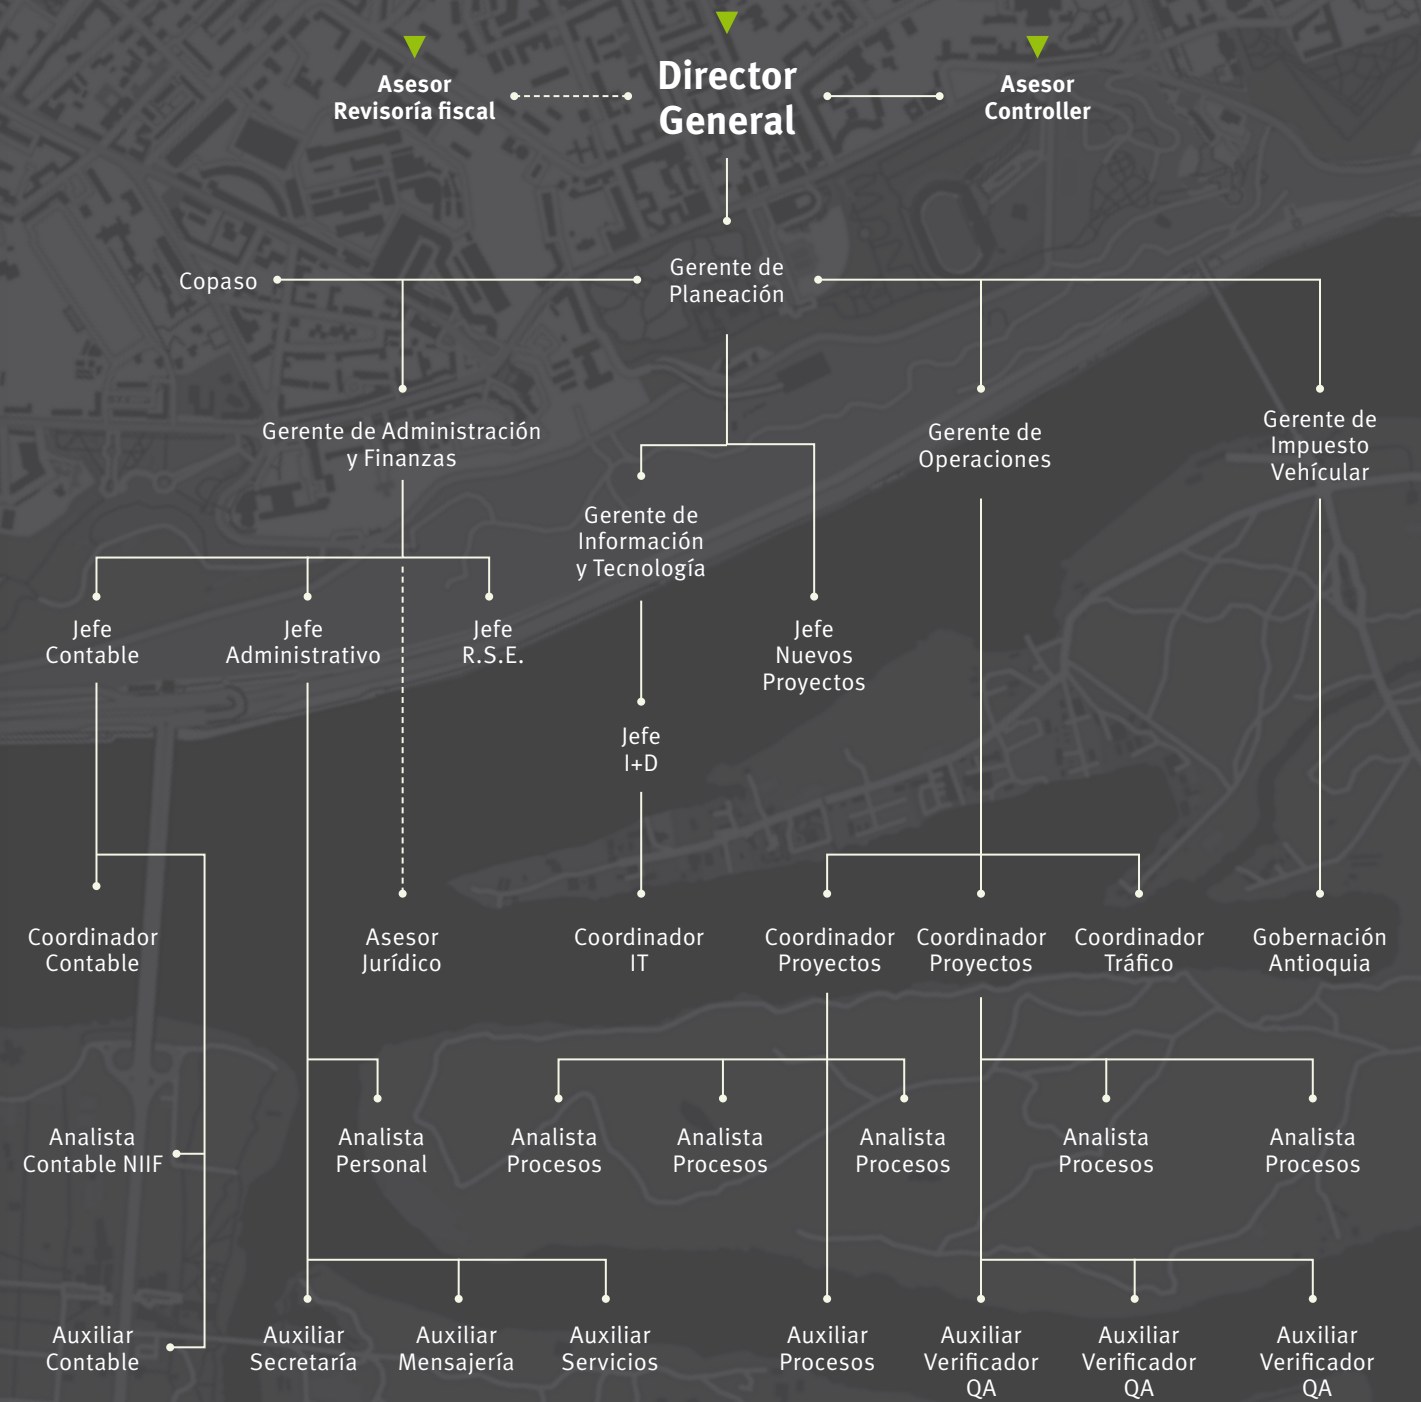 Director
General
Asesor
Revisoría fiscal
Asesor
Controller
Copaso
Gerente de
Planeación
Gerente de Administración
y Finanzas
Gerente de
Información
y Tecnología
Gerente de
Operaciones
Gerente de
Impuesto
Vehícular
Jefe
Contable
Jefe
Administrativo
Jefe
R.S.E.
Jefe
Nuevos
Proyectos
Jefe
I+D
Coordinador
Contable
Asesor
Jurídico
Coordinador
IT
Coordinador
Proyectos
Coordinador
Proyectos
Coordinador
Tráfico
Gobernación
Antioquia
Analista
Contable NIIF
Analista
Personal
Analista
Procesos
Analista
Procesos
Analista
Procesos
Analista
Procesos
Analista
Procesos
Auxiliar
Contable
Auxiliar
Secretaría
Auxiliar
Mensajería
Auxiliar
Servicios
Auxiliar
Procesos
Auxiliar
Verificador
QA
Auxiliar
Verificador
QA
Auxiliar
Verificador
QA